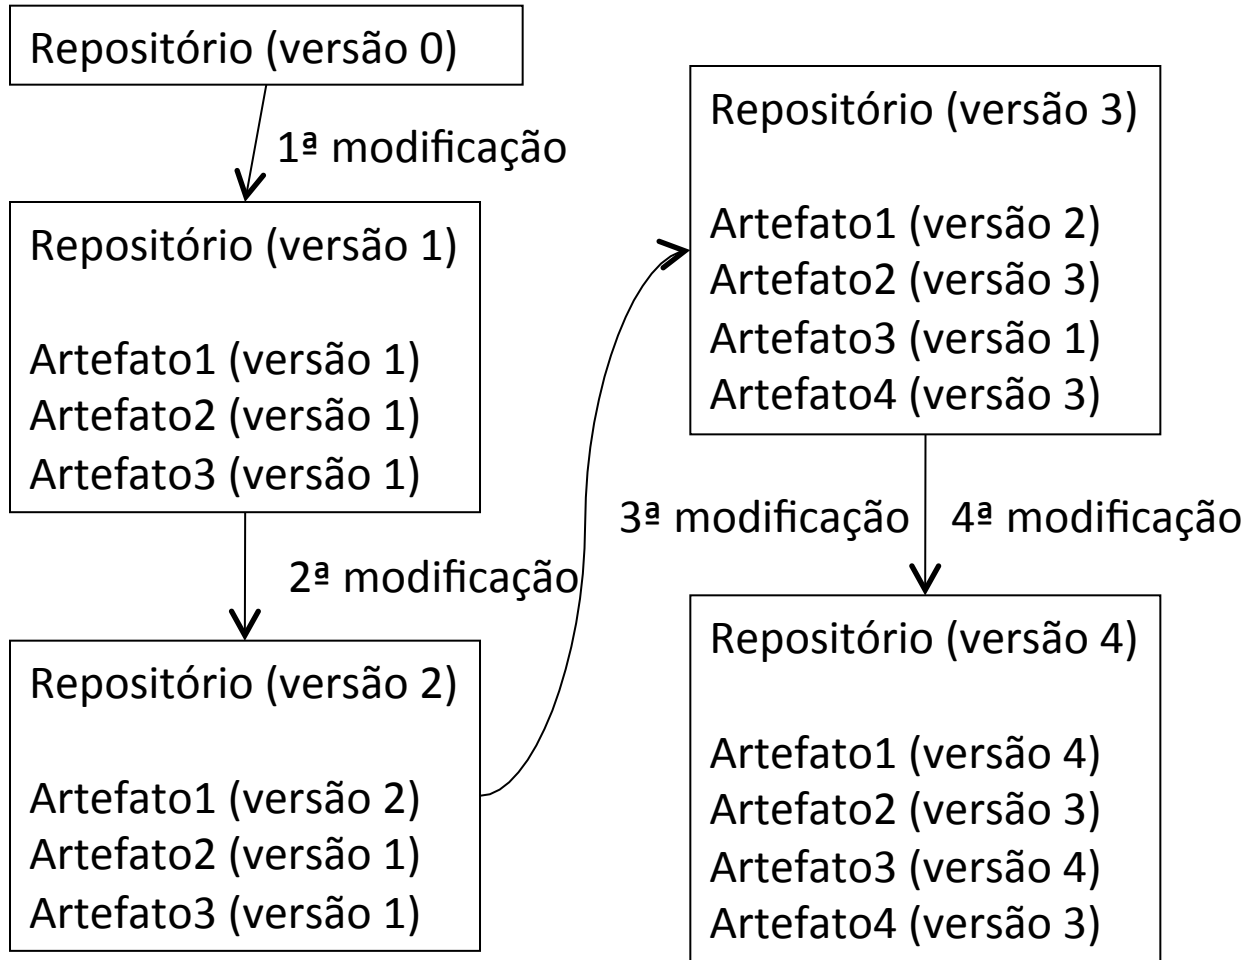 Repositório (versão 0)
1ª modificação
Repositório (versão 1)
Artefato1 (versão 1)
Artefato2 (versão 1)
Artefato3 (versão 1)
2ª modificação
Repositório (versão 2)
Artefato1 (versão 2)
Artefato2 (versão 1)
Artefato3 (versão 1)
3ª modificação
Repositório (versão 3)
Artefato1 (versão 2)
Artefato2 (versão 3)
Artefato3 (versão 1)
Artefato4 (versão 3)
4ª modificação
Repositório (versão 4)
Artefato1 (versão 4)
Artefato2 (versão 3)
Artefato3 (versão 4)
Artefato4 (versão 3)